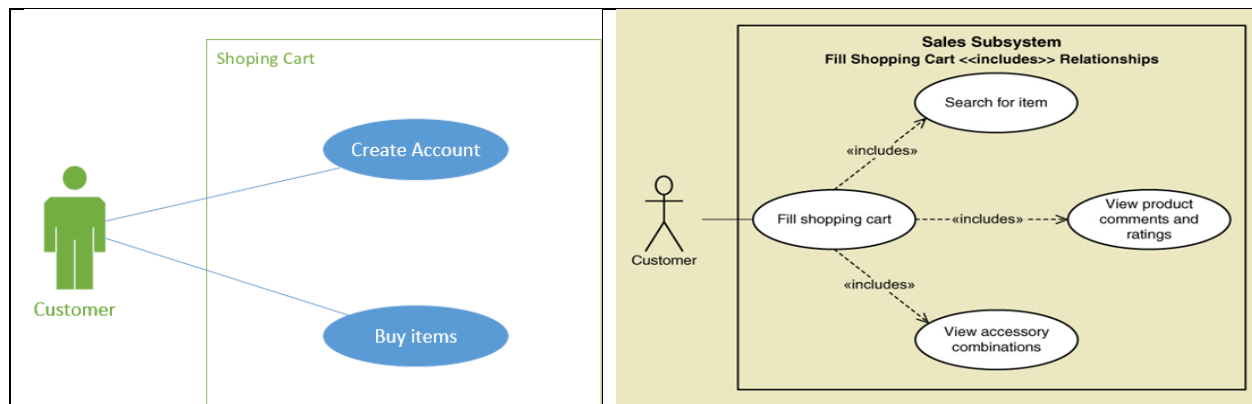 Shoping Cart
Create Account
Customer
Buy items
Sales Subsystem
Fill Shopping Cart <<includes>> Relationships
Search for item
«includes»
Fill shopping cart
«includes»
View product
comments and
ratings
Customer
«includes»
View accessory
combinations